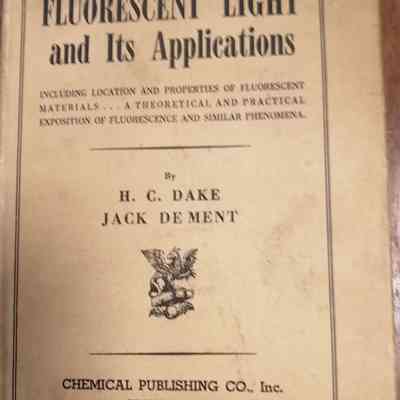 FLUORESCENT LIGHT
and Its Applications
INCLUDING LOCATION AND PROPERTIES OF FLUORESCENT
MATERIALS . . . A THEORETICAL AND PRACTICAL
EXPOSITION OF FLUORESCENCE AND SIMILAR PHENOMENA.
By
H. C. DAKE
JACK DE MENT
CHEMICAL PUBLISHING CO., Inc.